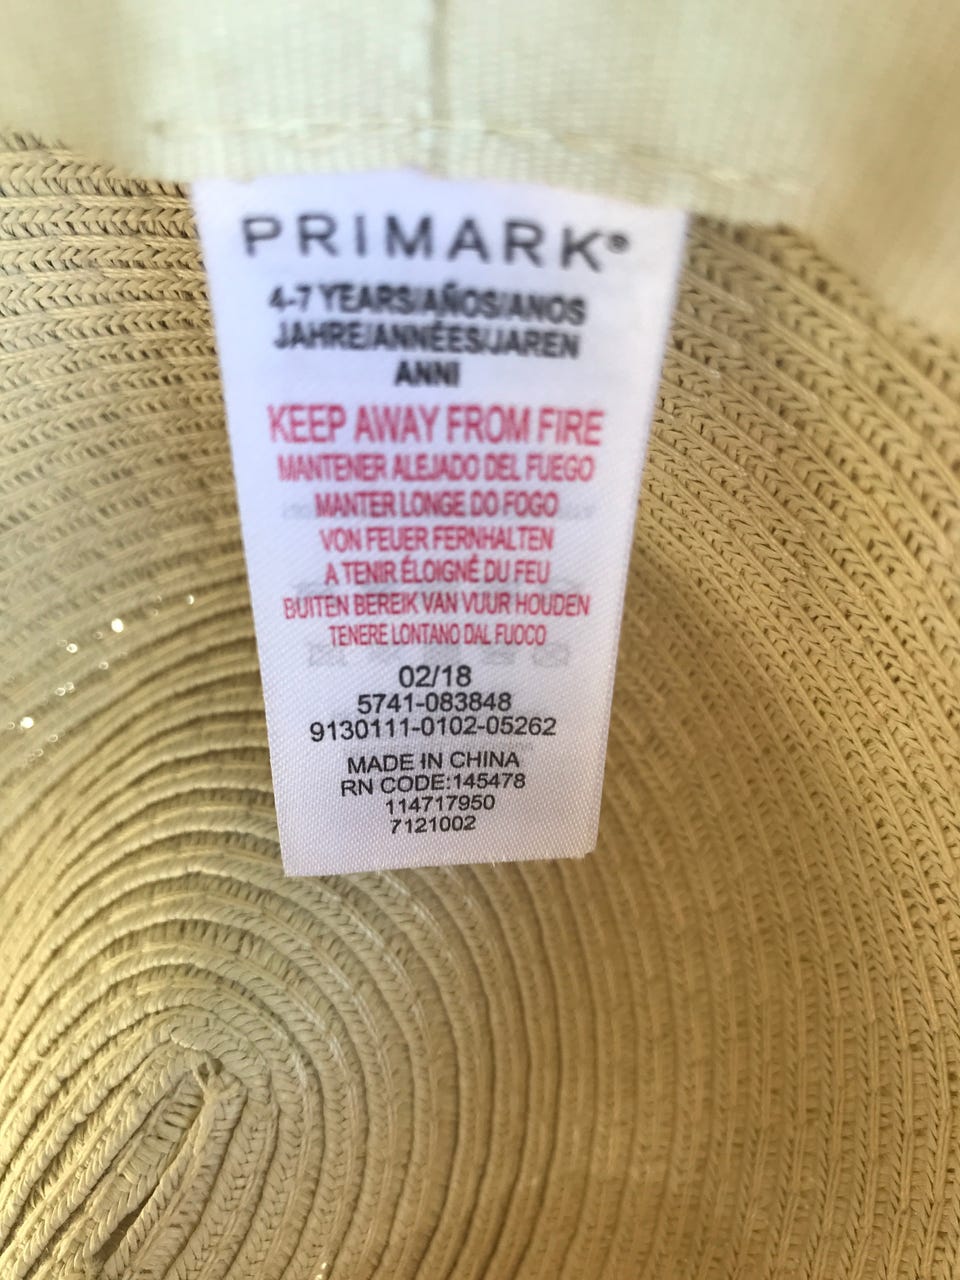 PRIMARK®
4-7 YEARS/AÑOS/ANOS
JAHRE/ANNÉES/JAREN
ANNI
KEEP AWAY FROM FIRE
MANTENER ALEJADO DEL FUEGO
MANTER LONGE DO FOGO
VON FEUER FERNHALTEN
A TENIR ÉLOIGNÉ DU FEU
BUITEN BEREIK VAN VUUR HOUDEN
TENERE LONTANO DAL FUOCO
02/18
5741-083848
9130111-0102-05262
MADE IN CHINA
RN CODE:145478
114717950
7121002